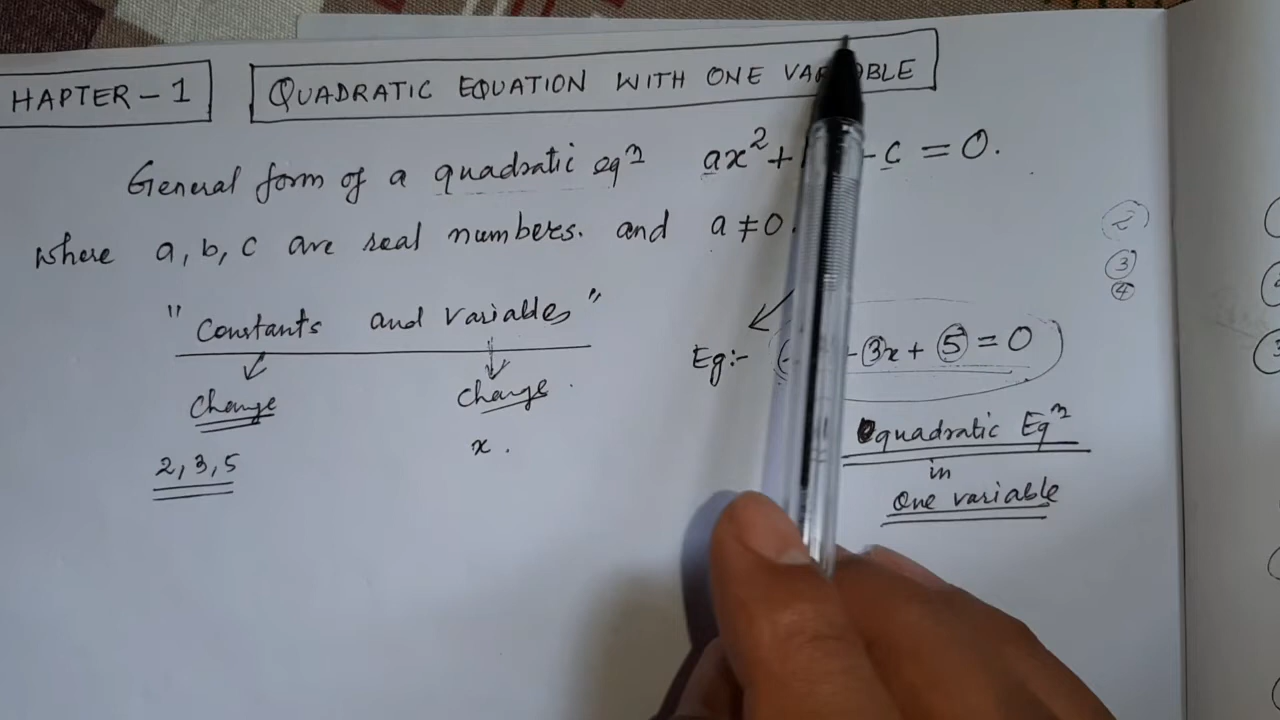 HAPTER - 1 QUADRATIC EQUATION WITH ONE
General form of a quadratic eqn ax² + - c = 0.
where a, b, c are real numbers. and a ≠ 0.
"Constants and variables"
Change Change.
2, 3, 5 x.
Eg:- - 3x + 5 = 0
quadratic Eqn
in
One variable
2
3
4